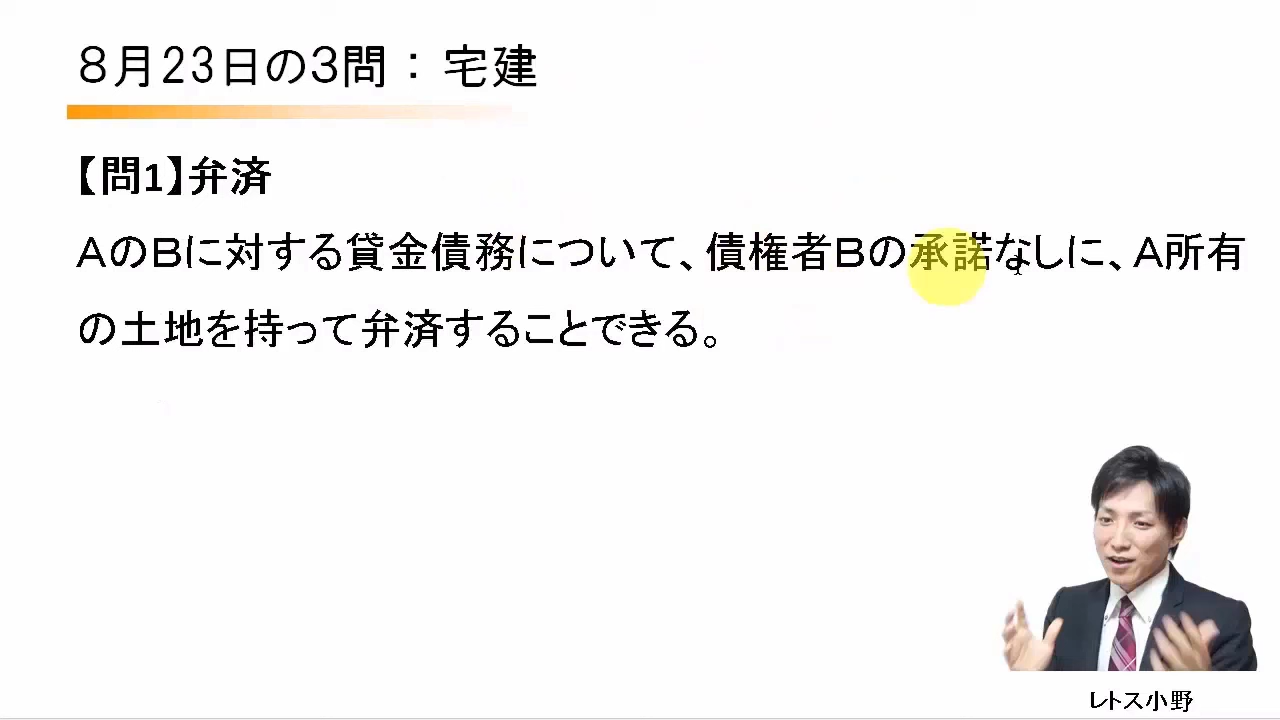 ８月23日の３問：宅建
【問1】弁済
ＡのＢに対する貸金債務について、債権者Ｂの承諾なしに、Ａ所有
の土地を持って弁済することできる。
レトス小野